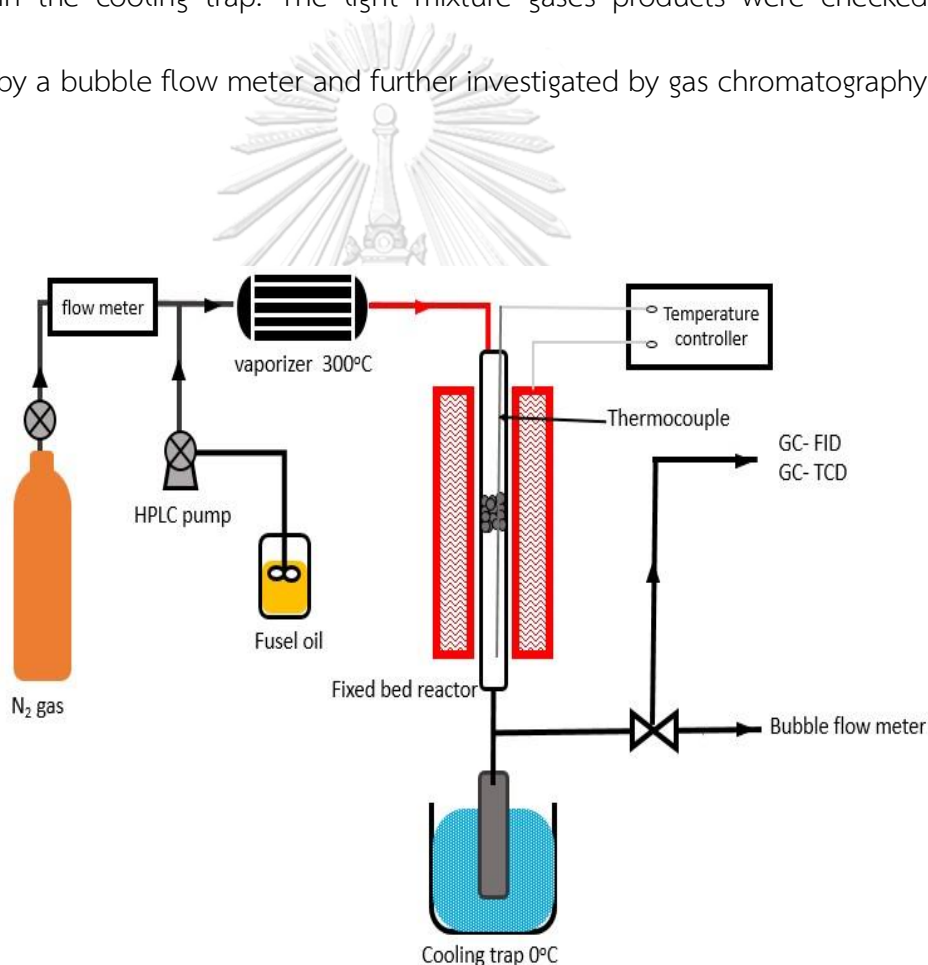 in the cooling trap. The light mixture gases products were checked
by a bubble flow meter and further investigated by gas chromatography
flow meter
vaporizer 300°C
Temperature
controller
Thermocouple
GC- FID
GC- TCD
HPLC pump
Fusel oil
N₂ gas
Fixed bed reactor
Bubble flow meter
Cooling trap 0°C